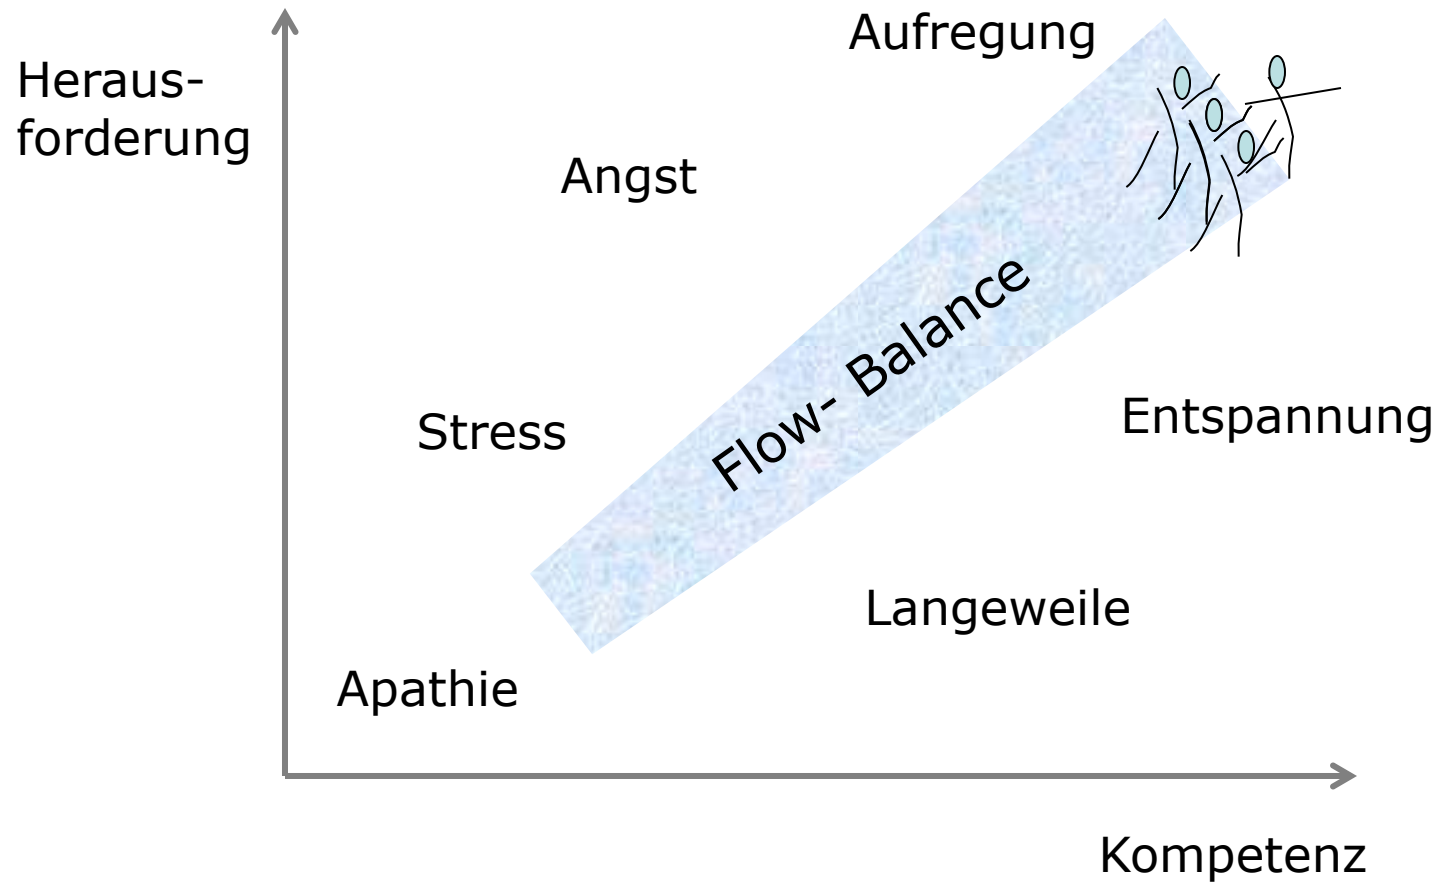 Aufregung
Heraus-
forderung
Angst
Flow- Balance
Stress
Entspannung
Langeweile
Apathie
Kompetenz